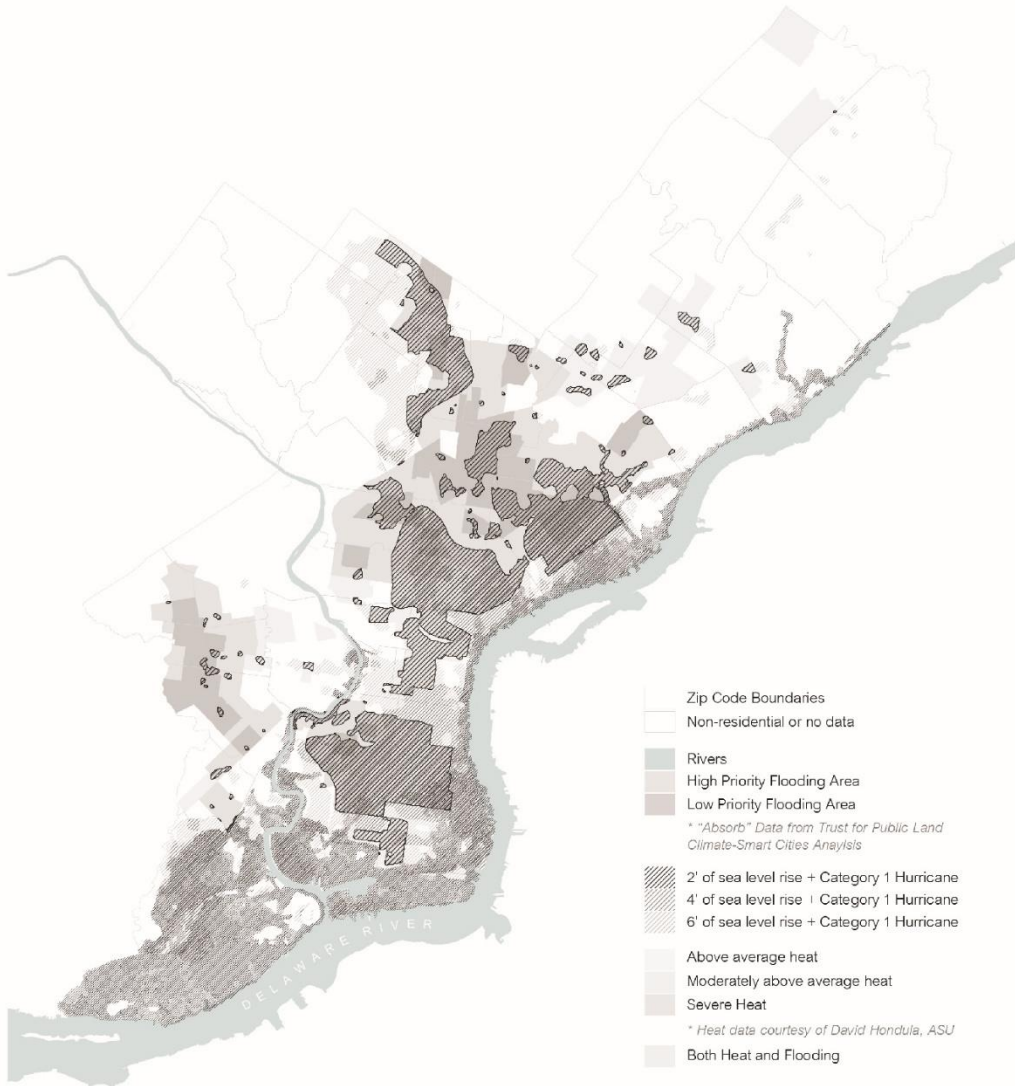 DELAWARE RIVER
Zip Code Boundaries
Non-residential or no data
Rivers
High Priority Flooding Area
Low Priority Flooding Area
* "Absorb" Data from Trust for Public Land
Climate-Smart Cities Anaylsis
2' of sea level rise + Category 1 Hurricane
4' of sea level rise + Category 1 Hurricane
6' of sea level rise + Category 1 Hurricane
Above average heat
Moderately above average heat
Severe Heat
* Heat data courtesy of David Hondula, ASU
Both Heat and Flooding